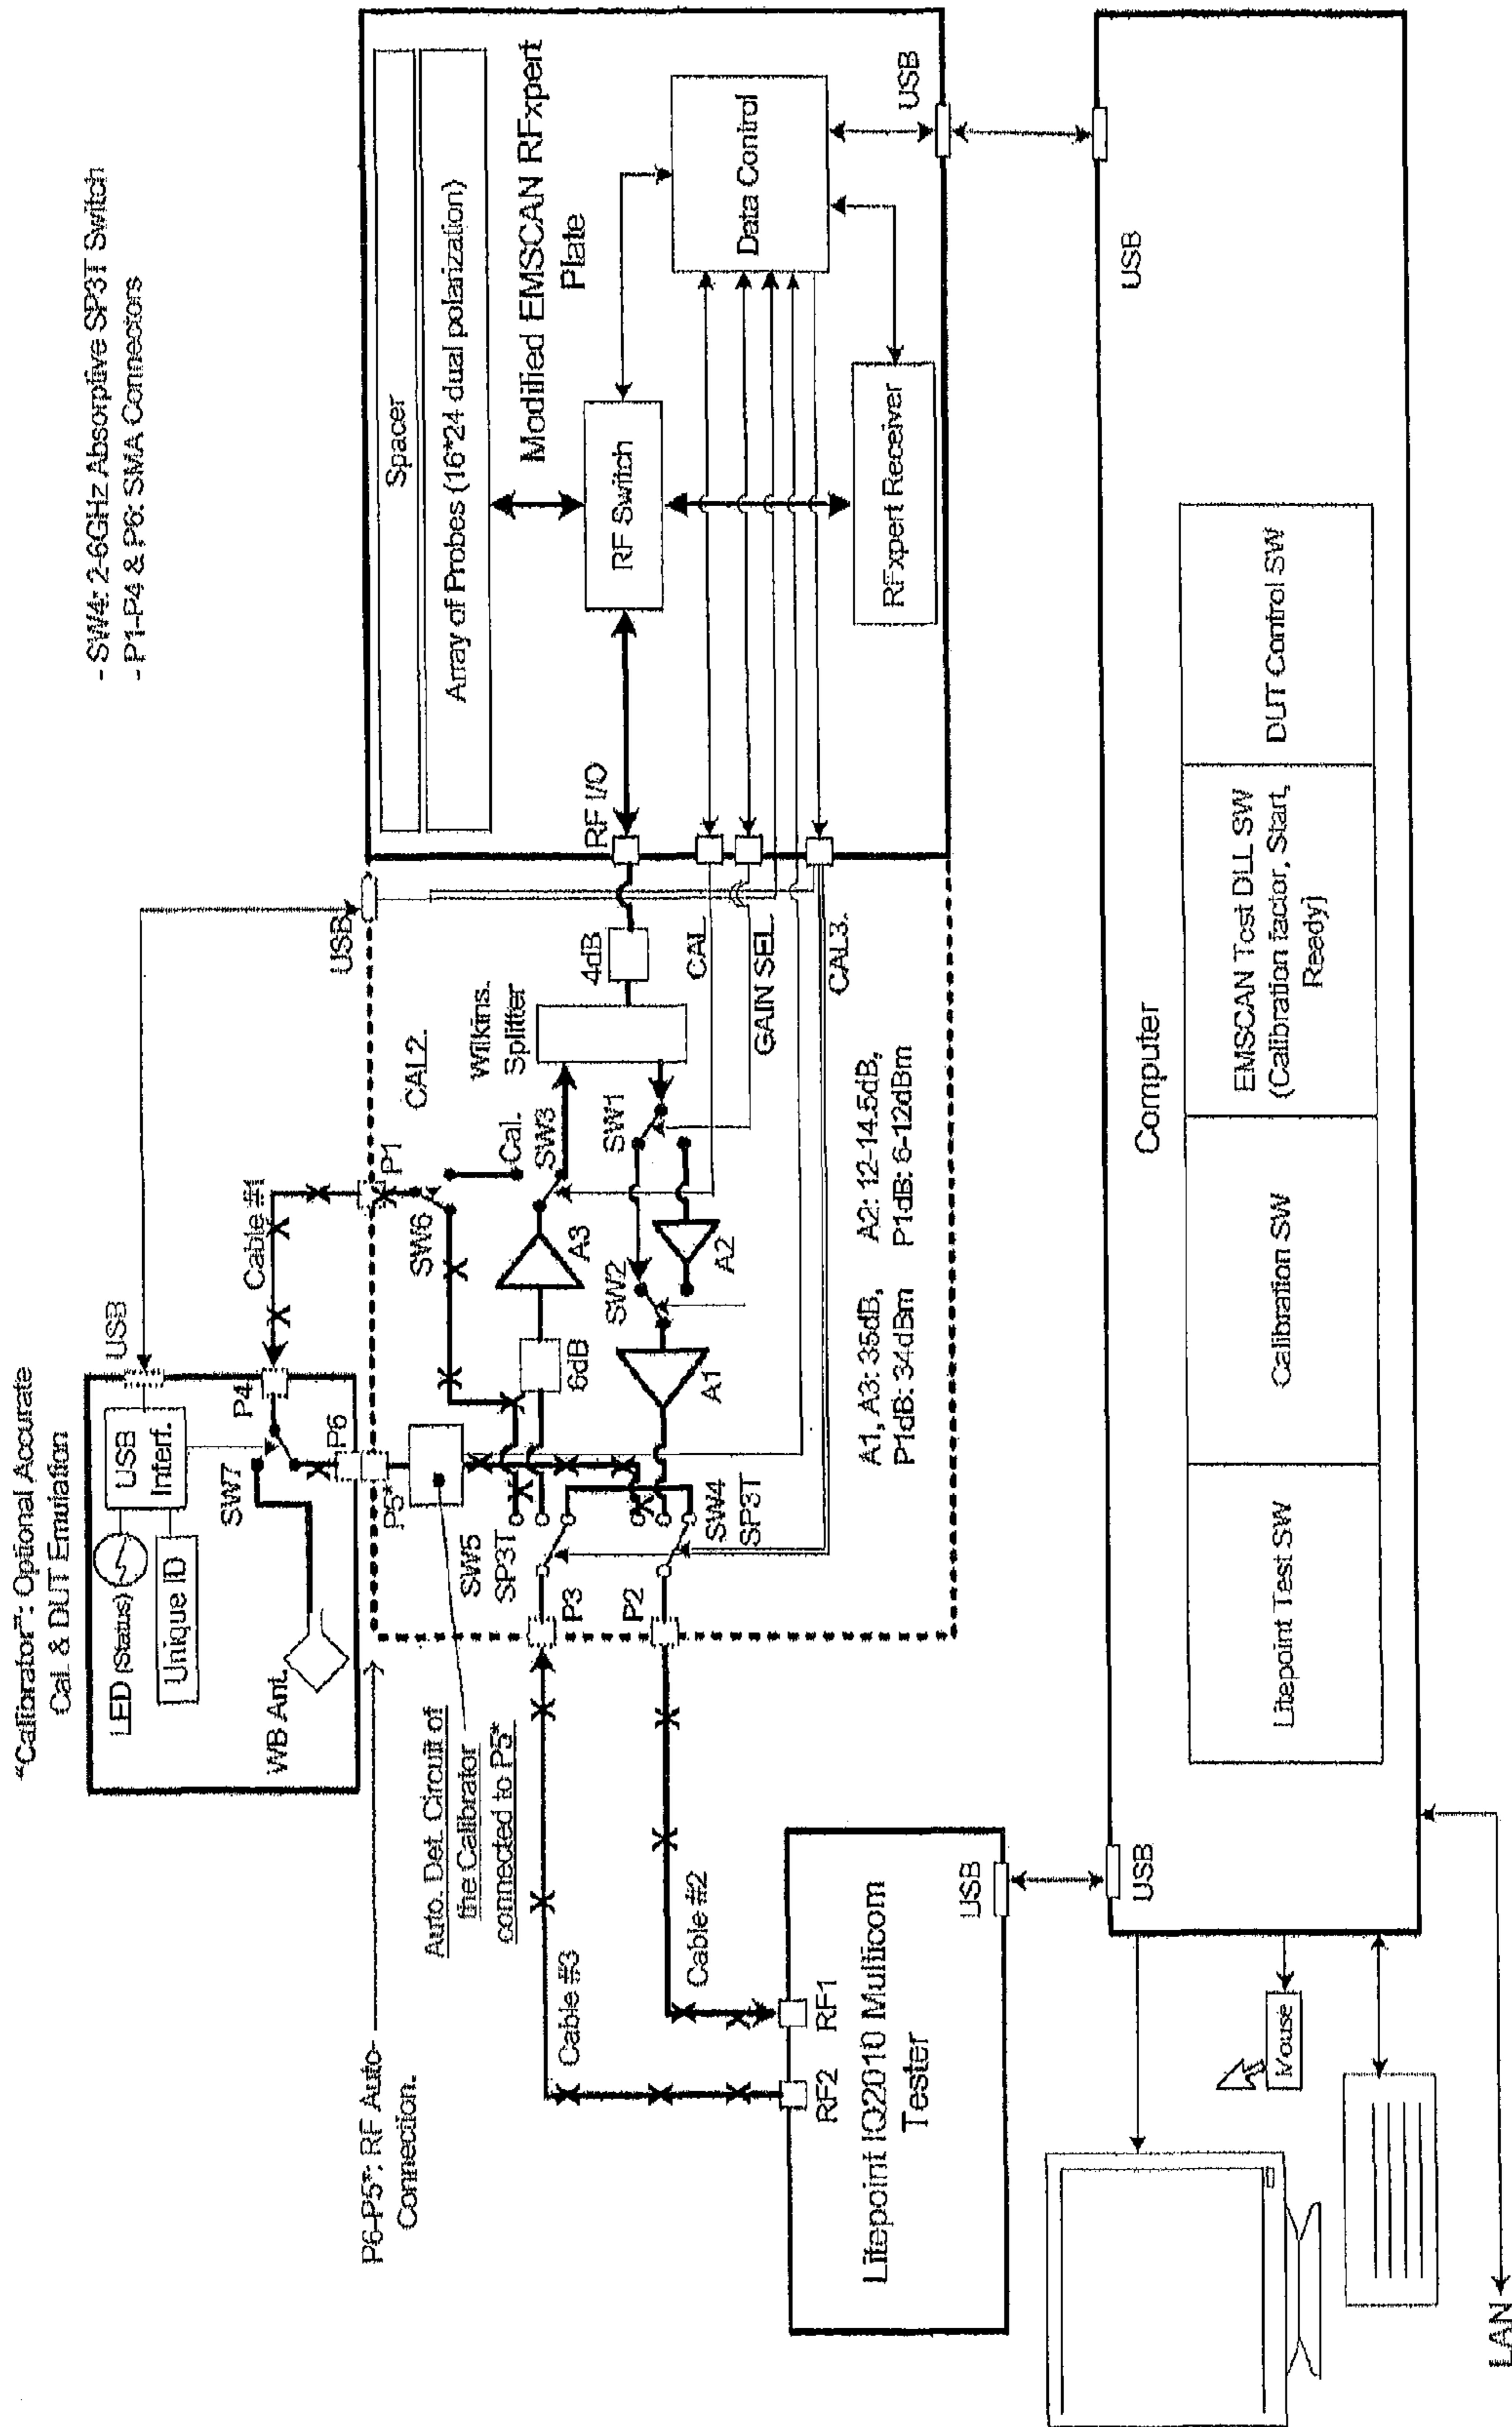 "Calibrator": Optional Accurate
Cal. & DUT Emulation
- SW4: 2-6GHz Absorptive SP3T Switch
- P1-P4 & P6: SMA Connectors
LED (Status)
USB
Interf.
Unique ID
WB Ant.
SW7
P4
P6
USB
Cable #1
USB
P6-P5*: RF Auto-
Connection.
P5*
P1
SW6
CAL2.
Cal.
Auto. Det. Circuit of
the Calibrator
connected to P5*
SW5
SP3T
6dB
A3
SW3
Wilkins.
Splitter
4dB
RF I/O
P3
P2
SW4
SP3T
A1
SW2
A2
SW1
CAL
GAIN SEL
CAL3.
A1, A3: 35dB,
P1dB: 34dBm
A2: 12-14.5dB,
P1dB: 6-12dBm
Spacer
Array of Probes (16*24 dual polarization)
Modified EMSCAN RFxpert
Plate
RF Switch
Data Control
RFxpert Receiver
USB
Cable #3
Cable #2
RF2
RF1
Litepoint IQ2010 Multicom
Tester
USB
USB
USB
Computer
Litepoint Test SW
Calibration SW
EMSCAN Test DLL SW
(Calibration factor, Start,
Ready)
DUT Control SW
Mouse
LAN